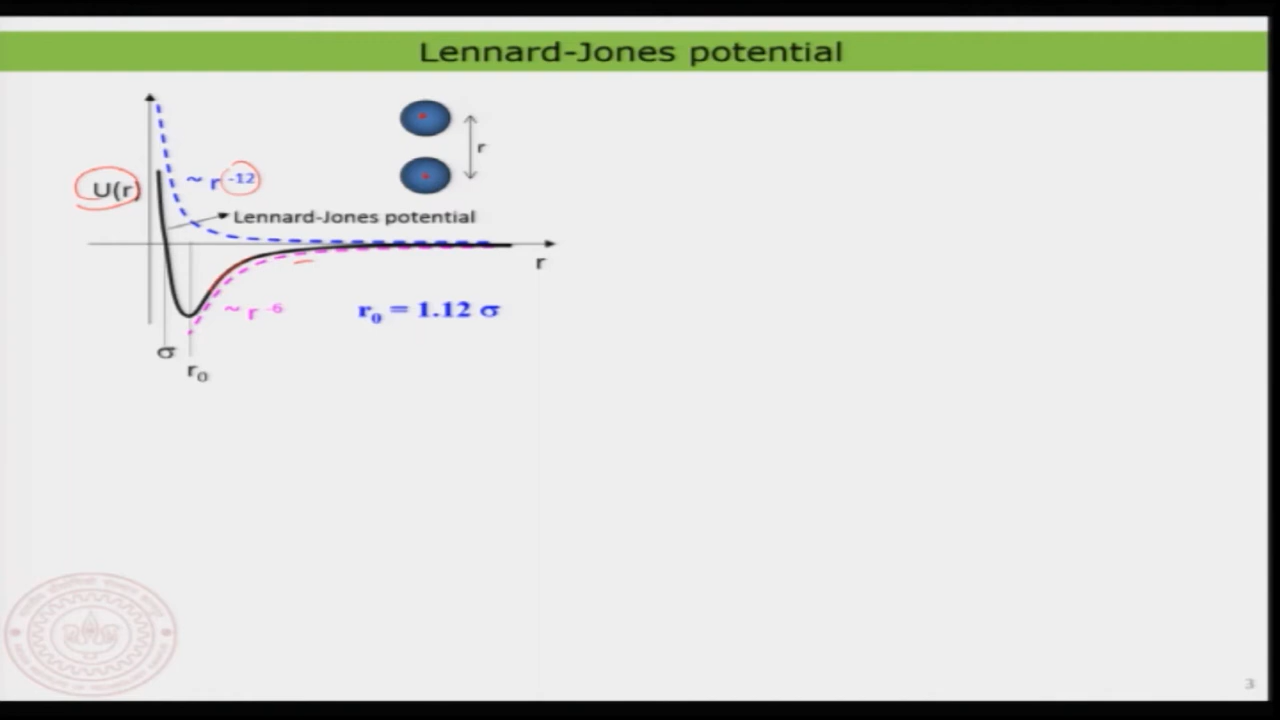 Lennard-Jones potential
U(r)
~ r -12
Lennard-Jones potential
r
r
~ r -6
r0 = 1.12 σ
σ
r0
3